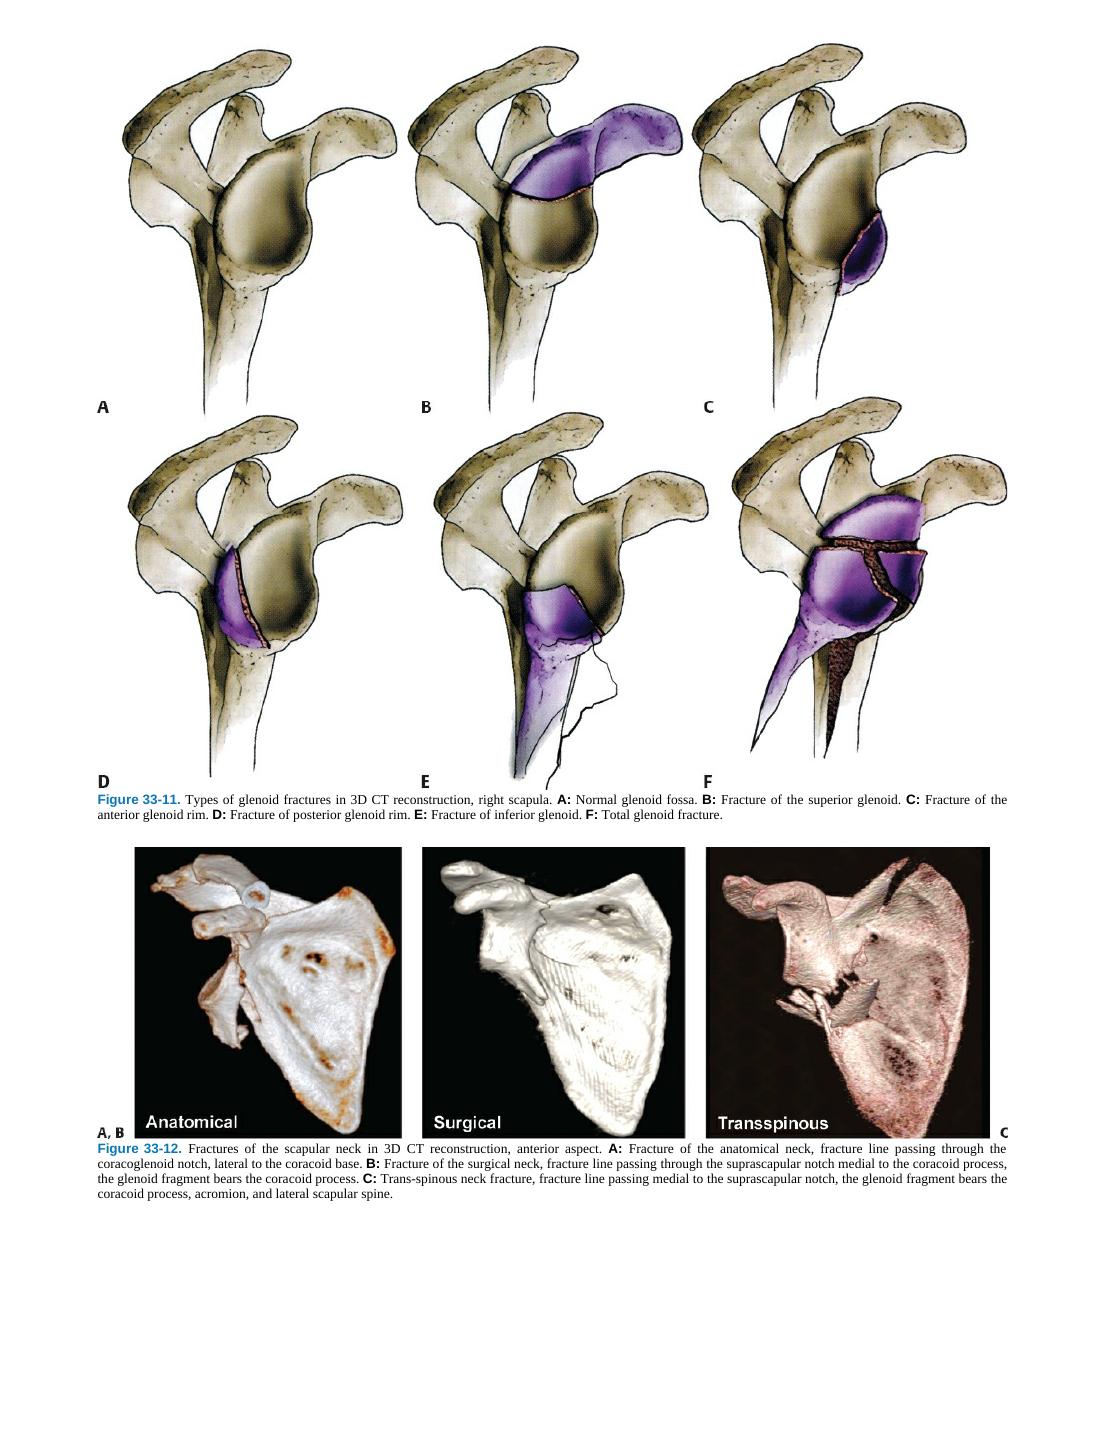 A
B
C
D
E
F
Figure 33-11. Types of glenoid fractures in 3D CT reconstruction, right scapula. A: Normal glenoid fossa. B: Fracture of the superior glenoid. C: Fracture of the
anterior glenoid rim. D: Fracture of posterior glenoid rim. E: Fracture of inferior glenoid. F: Total glenoid fracture.
Anatomical
Surgical
Transspinous
A, B
C
Figure 33-12. Fractures of the scapular neck in 3D CT reconstruction, anterior aspect. A: Fracture of the anatomical neck, fracture line passing through the
coracoglenoid notch, lateral to the coracoid base. B: Fracture of the surgical neck, fracture line passing through the suprascapular notch medial to the coracoid process,
the glenoid fragment bears the coracoid process. C: Trans-spinous neck fracture, fracture line passing medial to the suprascapular notch, the glenoid fragment bears the
coracoid process, acromion, and lateral scapular spine.